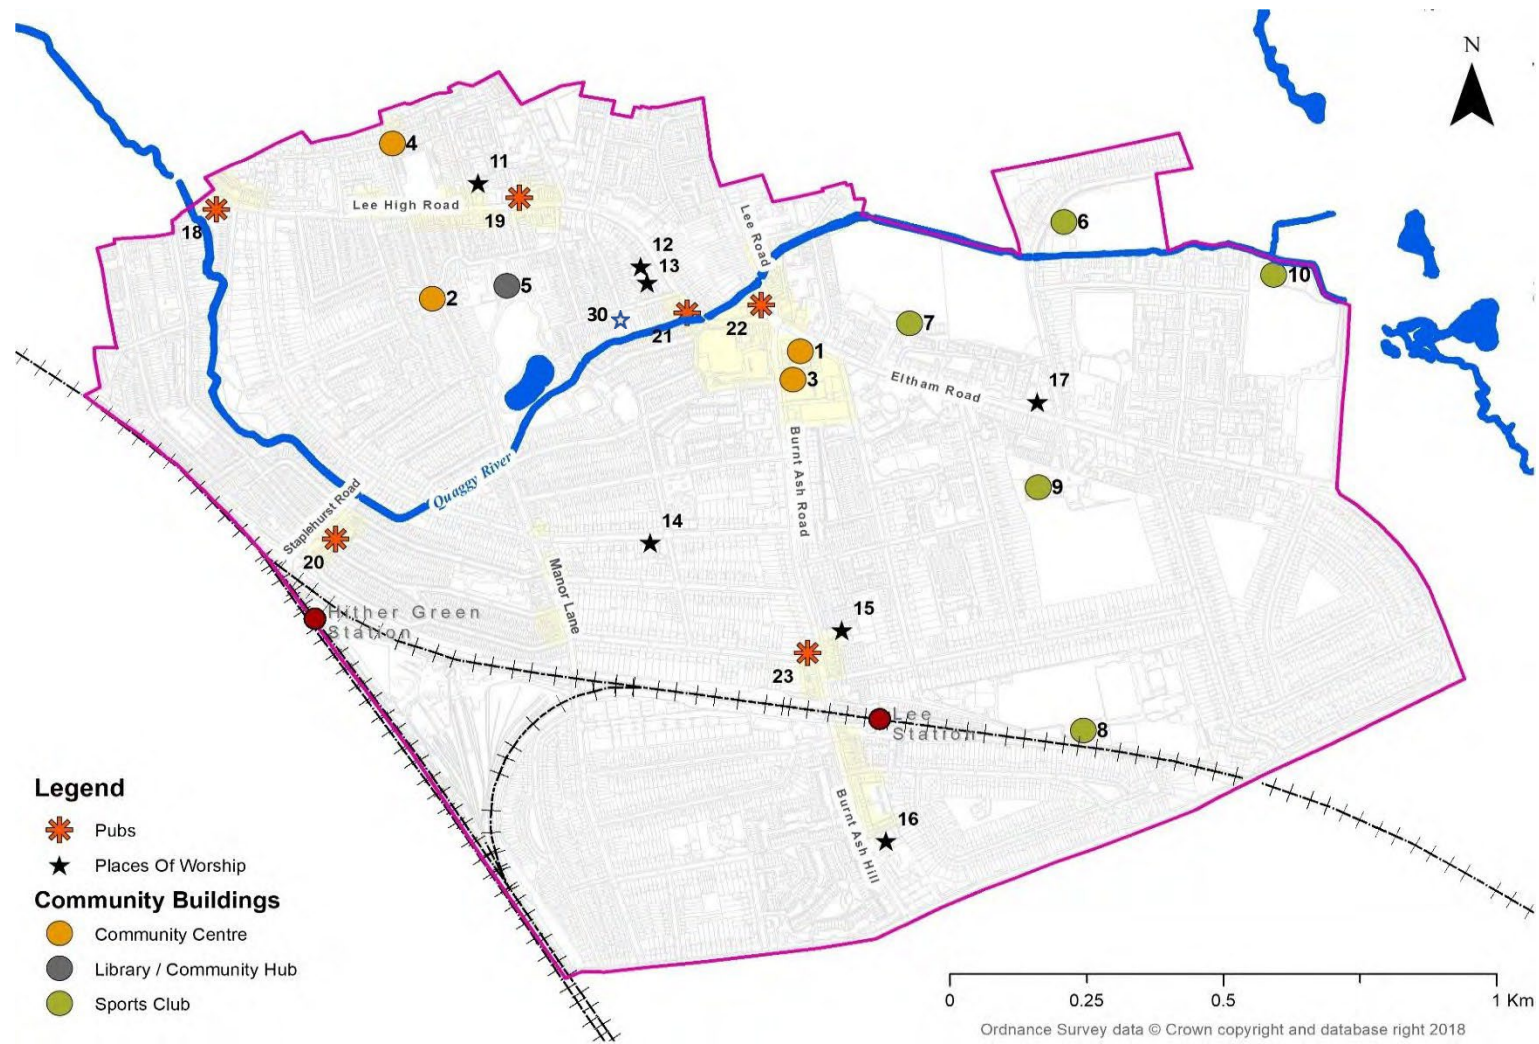 N
4
11
Lee High Road
19
18
12
13
Lee Road
6
10
2
5
30
21
22
7
1
3
Eltham Road
17
Burnt Ash Road
9
Quaggy River
Staplehurst Road
20
14
Manor Lane
Hither Green
Station
15
23
Lee
Station
8
Burnt Ash Hill
16
Legend
Pubs
Places Of Worship
Community Buildings
Community Centre
Library / Community Hub
Sports Club
0 0.25 0.5 1 Km
Ordnance Survey data © Crown copyright and database right 2018